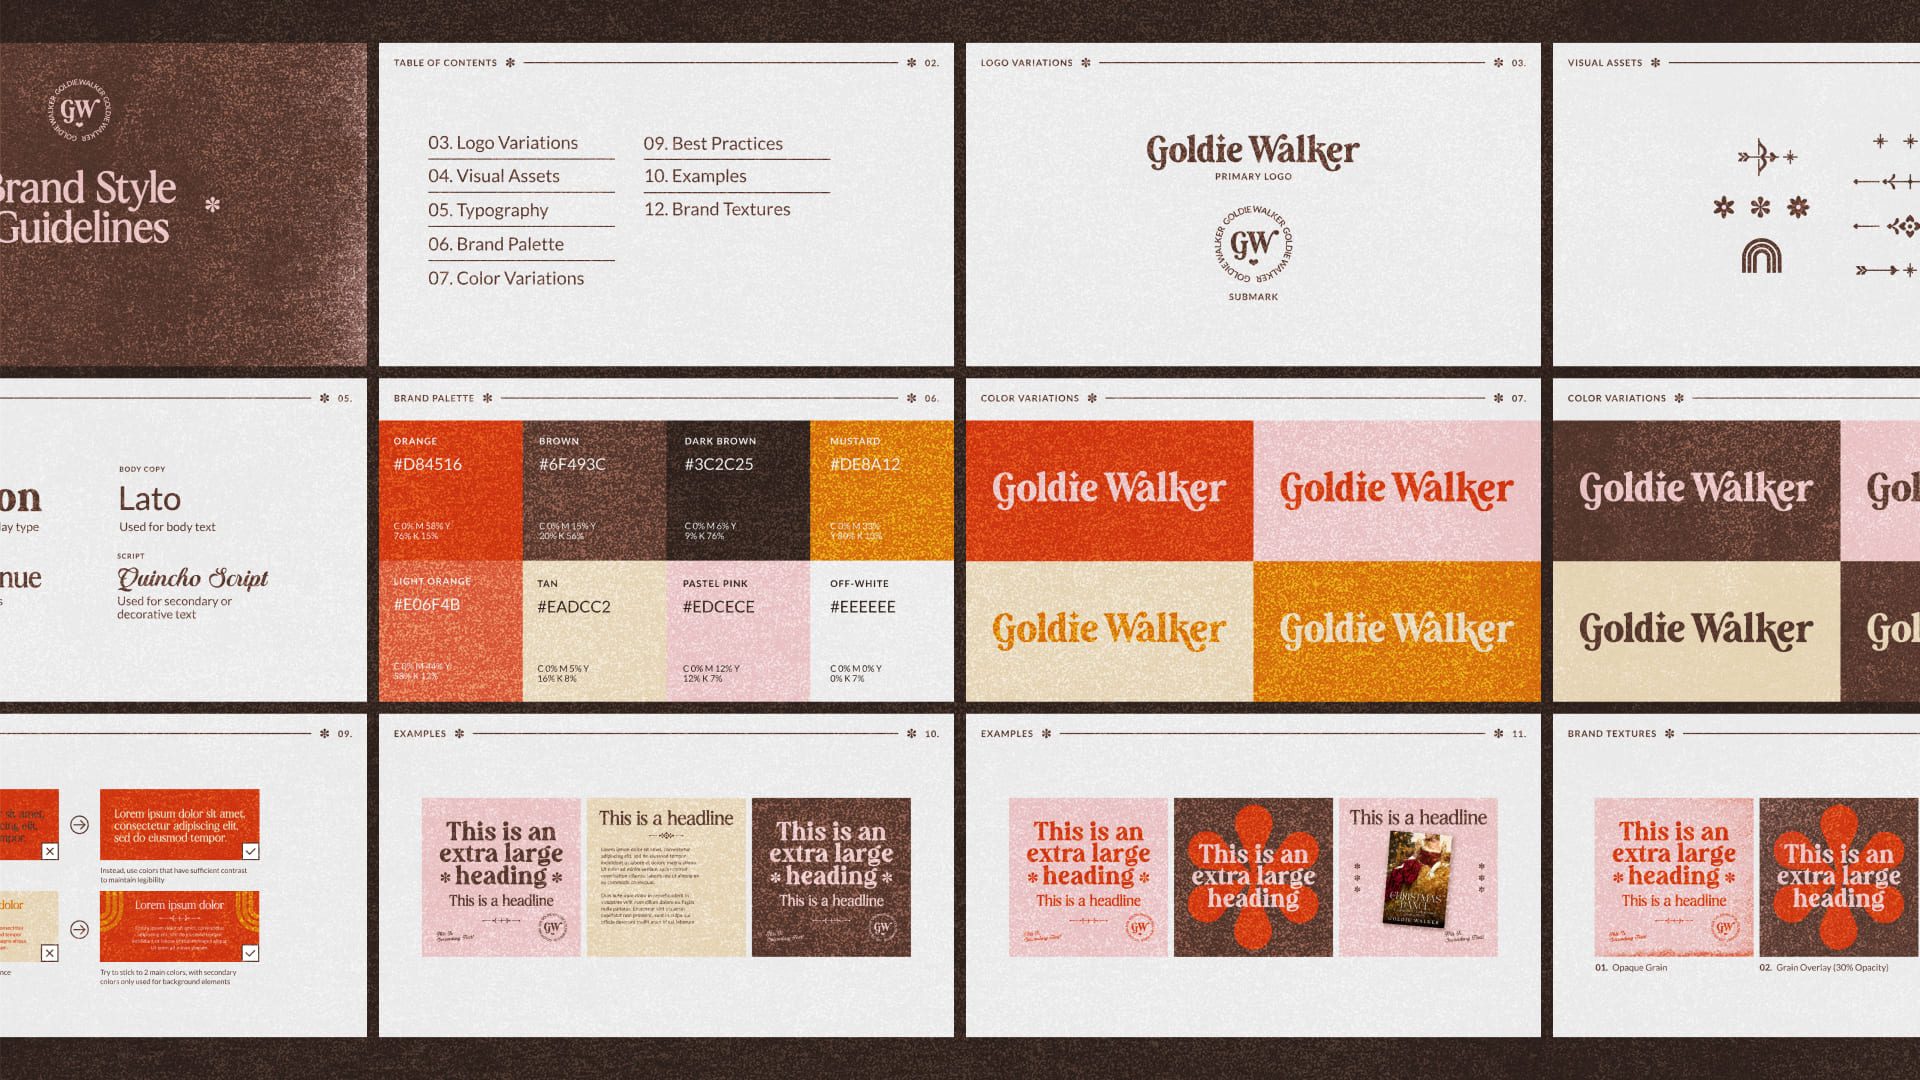 GOLDIE WALKER GOLDIE WALKER GOLDIE WALKER
GW
Brand Style
Guidelines
TABLE OF CONTENTS
02.
03. Logo Variations
04. Visual Assets
05. Typography
06. Brand Palette
07. Color Variations
09. Best Practices
10. Examples
12. Brand Textures
LOGO VARIATIONS
03.
Goldie Walker
PRIMARY LOGO
GOLDIE WALKER GOLDIE WALKER GOLDIE WALKER
GW
SUBMARK
VISUAL ASSETS
05.
on
lay type
nue
s
BODY COPY
Lato
Used for body text
SCRIPT
Quincho Script
Used for secondary or
decorative text
BRAND PALETTE
06.
ORANGE
#D84516
C 0% M 58% Y
76% K 15%
BROWN
#6F493C
C 0% M 15% Y
20% K 56%
DARK BROWN
#3C2C25
C 0% M 6% Y
9% K 76%
MUSTARD
#DE8A12
C 0% M 33%
LIGHT ORANGE
#E06F4B
C 0% M 44% Y
58% K 12%
TAN
#EADCC2
C 0% M 5% Y
16% K 8%
PASTEL PINK
#EDCECE
C 0% M 12% Y
12% K 7%
OFF-WHITE
#EEEEEE
C 0% M 0% Y
0% K 7%
COLOR VARIATIONS
07.
Goldie Walker
Goldie Walker
Goldie Walker
Goldie Walker
COLOR VARIATIONS
Goldie Walker
Gol
Goldie Walker
Gol
09.
sit amet,
cing elit,
mpor.
Lorem ipsum dolor sit amet,
consectetur adipiscing elit,
sed do eiusmod tempor.
Instead, use colors that have sufficient contrast
to maintain legibility
dolor
Lorem ipsum dolor
nce
Try to stick to 2 main colors, with secondary
colors only used for background elements
EXAMPLES
10.
This is an
extra large
heading
This is a headline
GW
This is a headline
This is an
extra large
heading
This is a headline
GW
EXAMPLES
11.
This is an
extra large
heading
This is a headline
GW
This is an
extra large
heading
This is a headline
CHRISTMAS
DANCE
GOLDIE WALKER
BRAND TEXTURES
This is an
extra large
heading
This is a headline
GW
01. Opaque Grain
This is an
extra large
heading
02. Grain Overlay (30% Opacity)